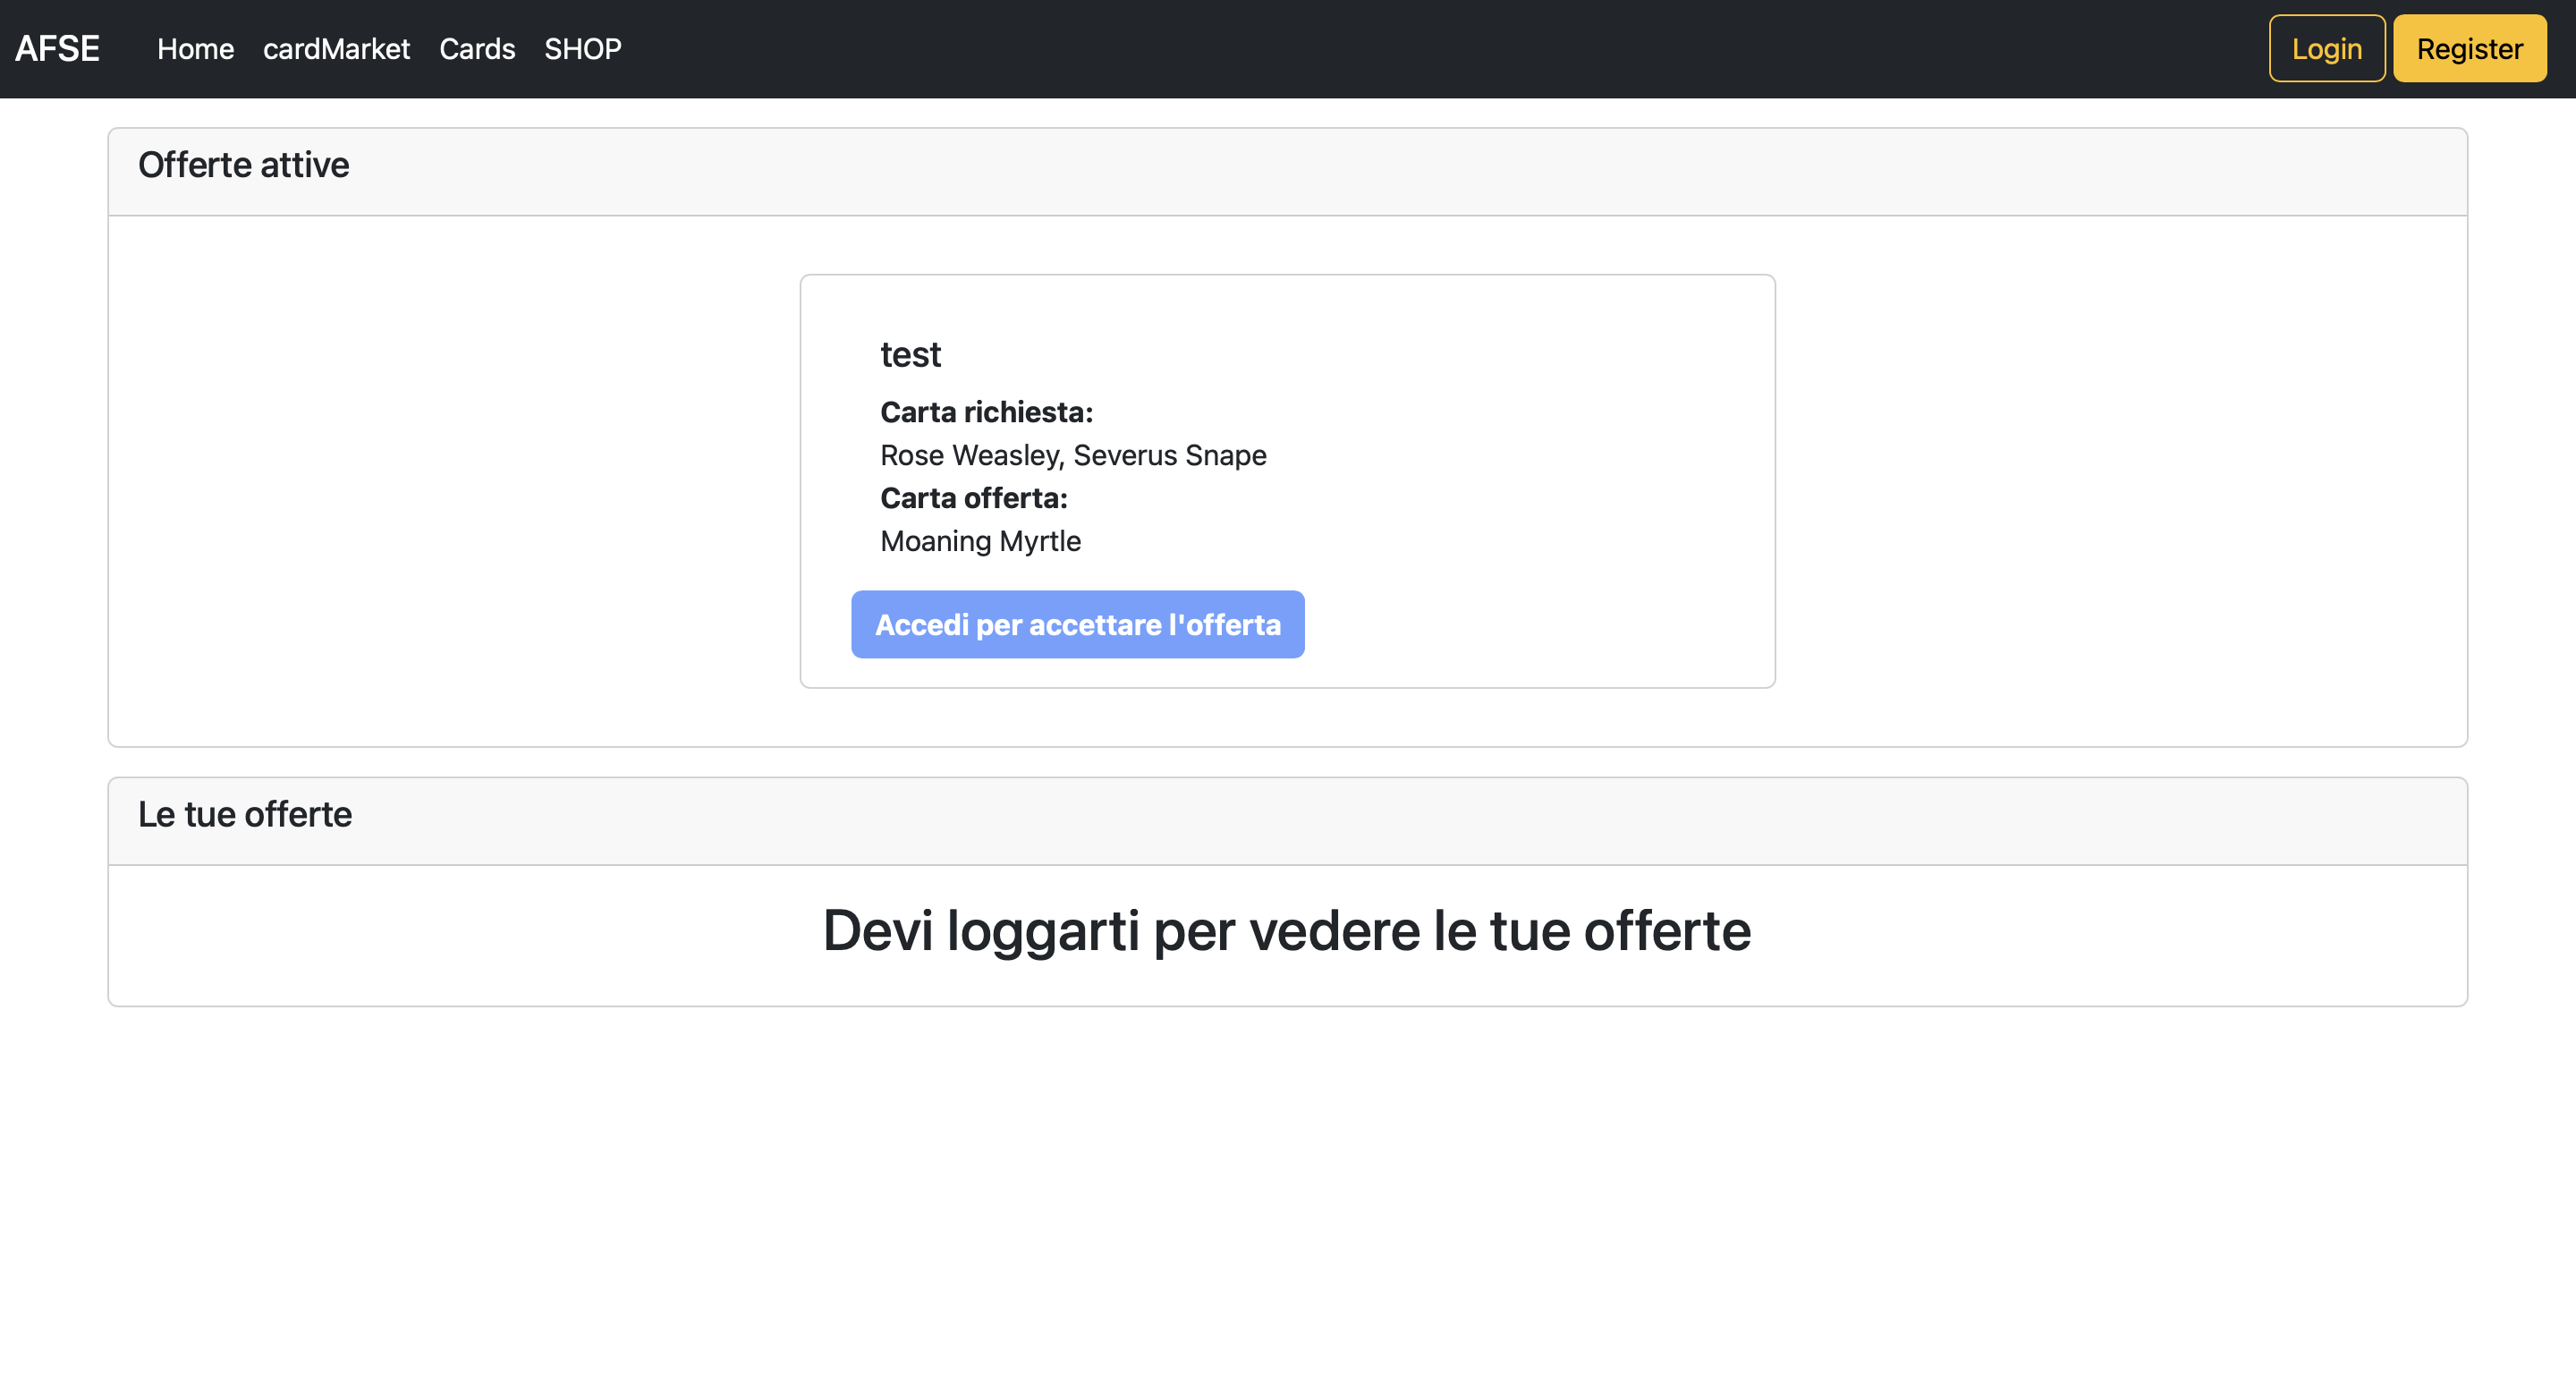 AFSE Home cardMarket Cards SHOP Login Register
Offerte attive
test
Carta richiesta:
Rose Weasley, Severus Snape
Carta offerta:
Moaning Myrtle
Accedi per accettare l'offerta
Le tue offerte
Devi loggarti per vedere le tue offerte